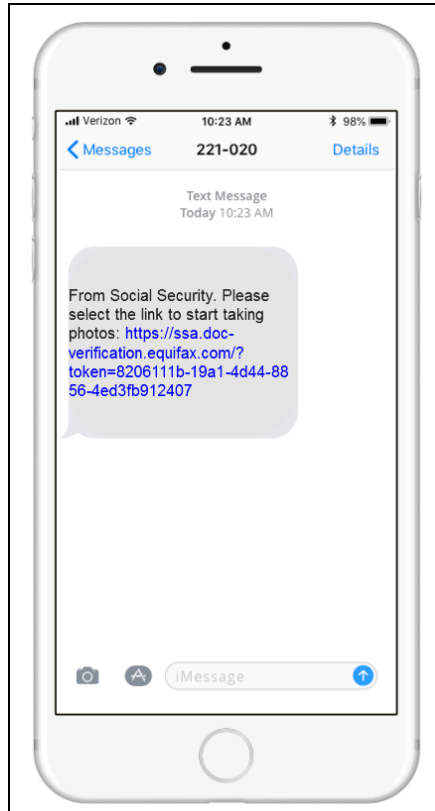 Verizon 10:23 AM 98%
Messages 221-020 Details
Text Message
Today 10:23 AM
From Social Security. Please
select the link to start taking
photos: https://ssa.doc-
verification.equifax.com/?
token=8206111b-19a1-4d44-88
56-4ed3fb912407
iMessage